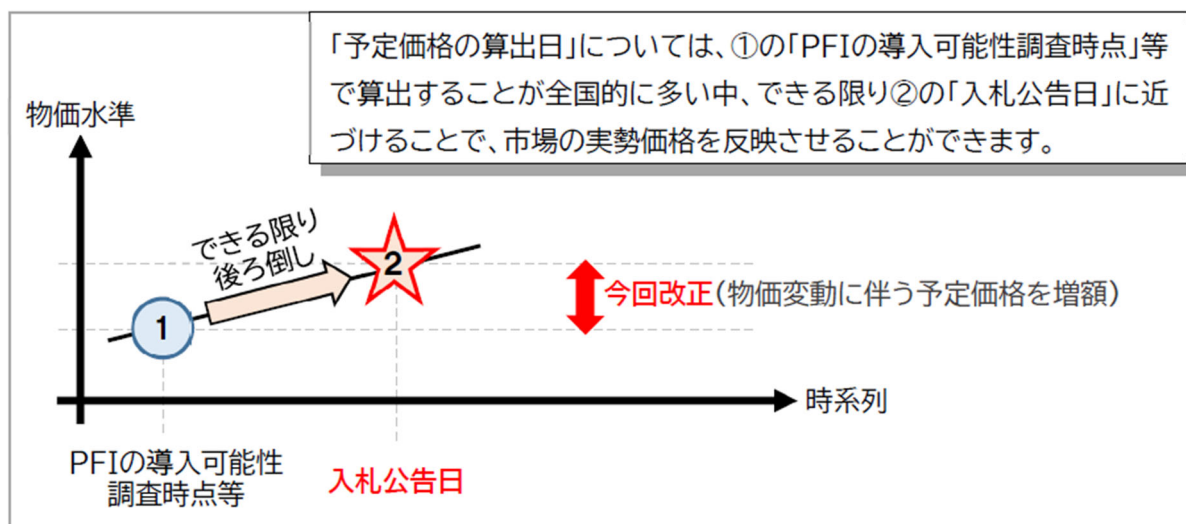 「予定価格の算出日」については、①の「PFIの導入可能性調査時点」等
で算出することが全国的に多い中、できる限り②の「入札公告日」に近
づけることで、市場の実勢価格を反映させることができます。
物価水準
できる限り
後ろ倒し
2
1
今回改正(物価変動に伴う予定価格を増額)
時系列
PFIの導入可能性
調査時点等
入札公告日